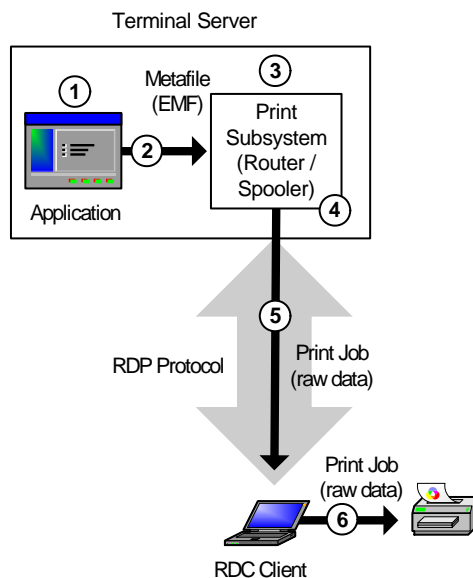 Terminal Server
1
Metafile
(EMF)
2
3
Print
Subsystem
(Router /
Spooler)
4
Application
5
RDP Protocol
Print Job
(raw data)
Print Job
(raw data)
6
RDC Client